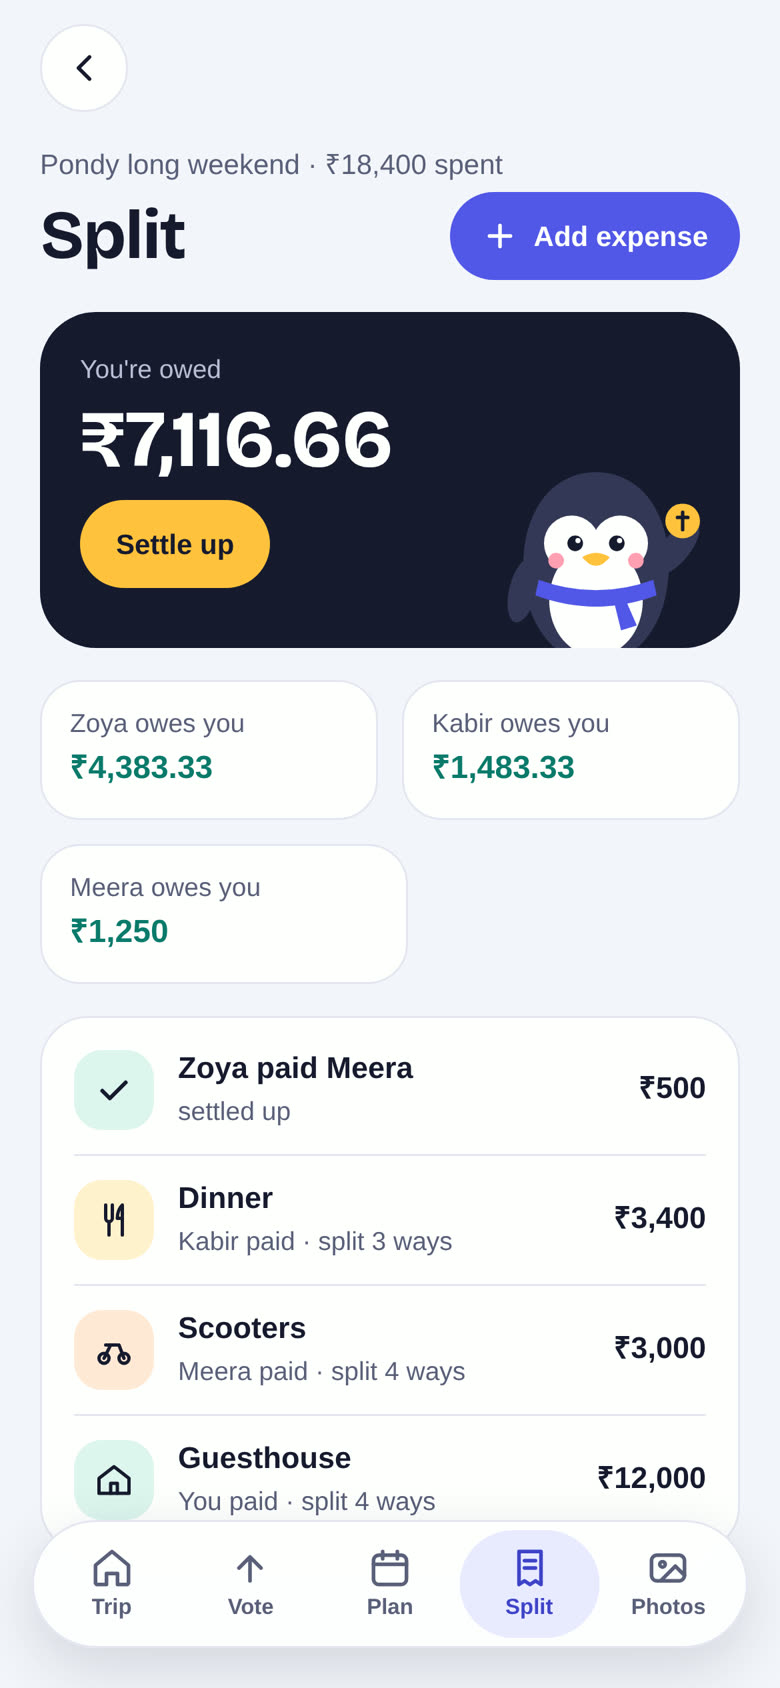 Pondy long weekend · ₹18,400 spent
Split
Add expense
You're owed
₹7,116.66
Settle up
Zoya owes you
₹4,383.33
Kabir owes you
₹1,483.33
Meera owes you
₹1,250
Zoya paid Meera
settled up
₹500
Dinner
Kabir paid · split 3 ways
₹3,400
Scooters
Meera paid · split 4 ways
₹3,000
Guesthouse
You paid · split 4 ways
₹12,000
Trip
Vote
Plan
Split
Photos